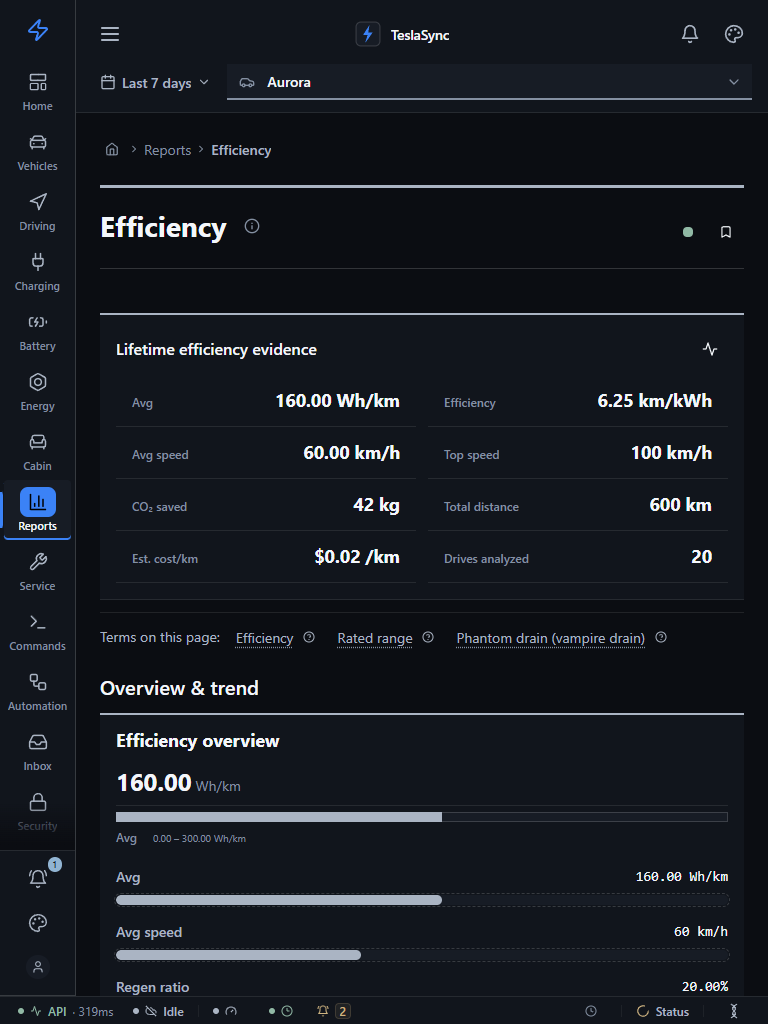 TeslaSync
Last 7 days
Aurora
Home
Vehicles
Driving
Charging
Battery
Energy
Cabin
Reports
Service
Commands
Automation
Inbox
Security
1
Reports
Efficiency
Efficiency
Lifetime efficiency evidence
Avg 160.00 Wh/km
Efficiency 6.25 km/kWh
Avg speed 60.00 km/h
Top speed 100 km/h
CO₂ saved 42 kg
Total distance 600 km
Est. cost/km $0.02 /km
Drives analyzed 20
Terms on this page: Efficiency Rated range Phantom drain (vampire drain)
Overview & trend
Efficiency overview
160.00 Wh/km
Avg 0.00 – 300.00 Wh/km
Avg 160.00 Wh/km
Avg speed 60 km/h
Regen ratio 20.00%
API · 319ms Idle 2 Status